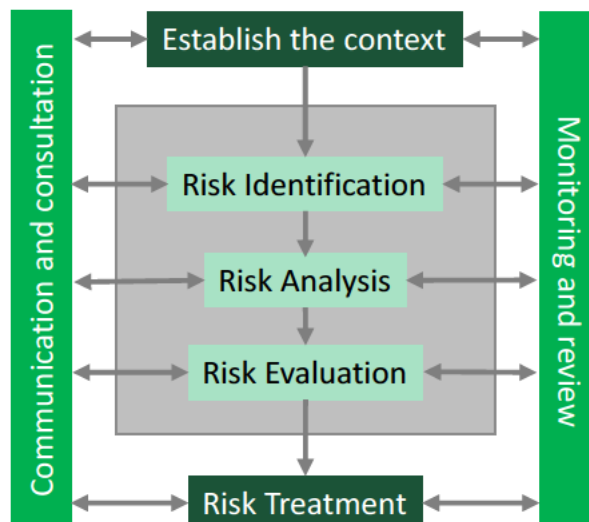 Establish the context
Communication and consultation
Risk Identification
Risk Analysis
Risk Evaluation
Monitoring and review
Risk Treatment